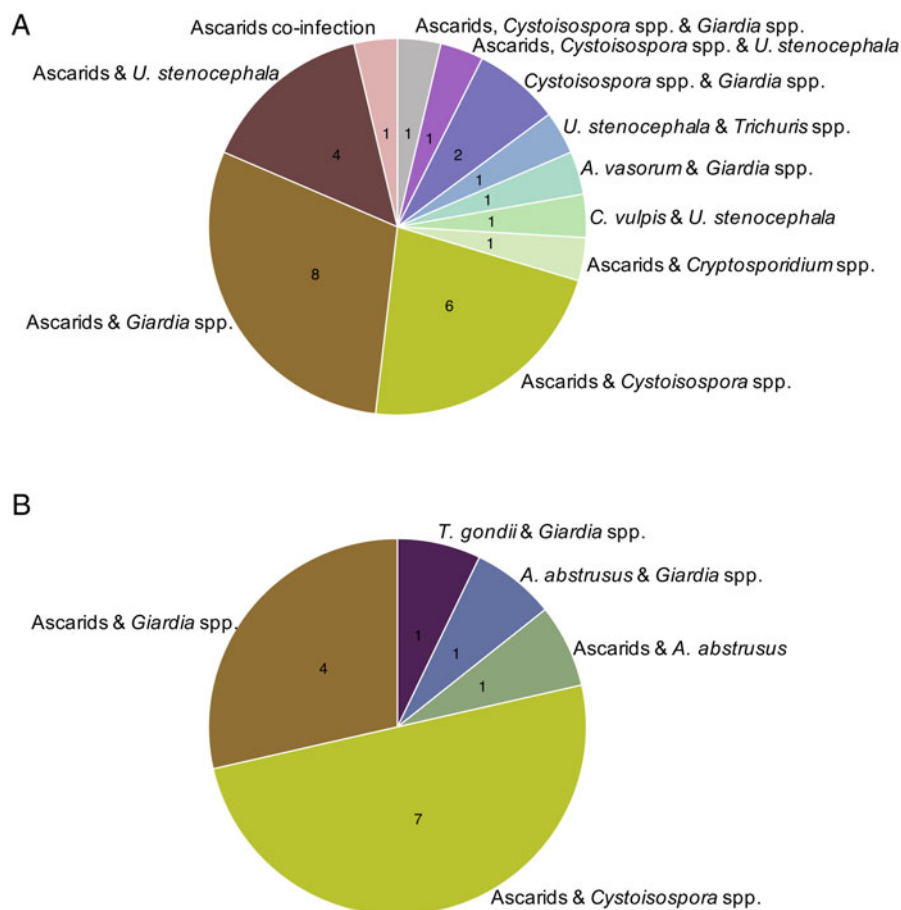 A
Ascarids co-infection
Ascarids, Cystoisospora spp. & Giardia spp.
Ascarids, Cystoisospora spp. & U. stenocephala
Ascarids & U. stenocephala
Cystoisospora spp. & Giardia spp.
U. stenocephala & Trichuris spp.
A. vasorum & Giardia spp.
C. vulpis & U. stenocephala
Ascarids & Cryptosporidium spp.
Ascarids & Giardia spp.
Ascarids & Cystoisospora spp.
1
1
1
2
4
1
1
1
1
8
6
B
T. gondii & Giardia spp.
A. abstrusus & Giardia spp.
Ascarids & Giardia spp.
Ascarids & A. abstrusus
1
1
4
1
7
Ascarids & Cystoisospora spp.